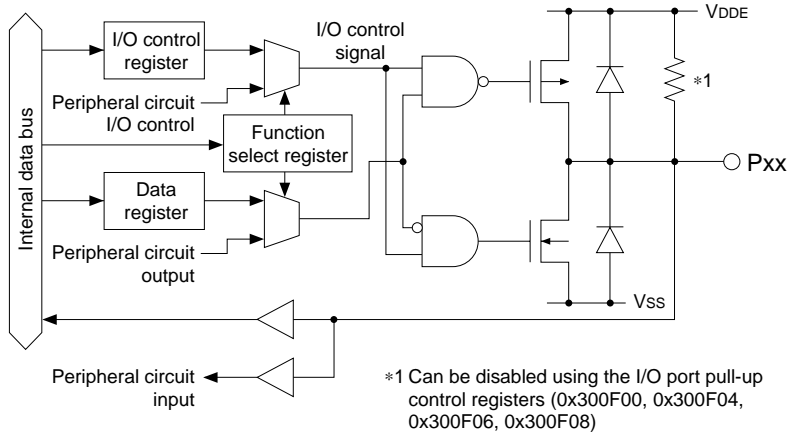 VDDE
I/O control
register
I/O control
signal
*1
Peripheral circuit
I/O control
Function
select register
Internal data bus
Pxx
Data
register
Peripheral circuit
output
VSS
Peripheral circuit
input
*1 Can be disabled using the I/O port pull-up
control registers (0x300F00, 0x300F04,
0x300F06, 0x300F08)